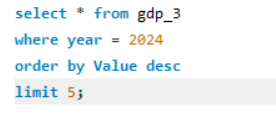 select * from gdp_3
where year = 2024
order by Value desc
limit 5;